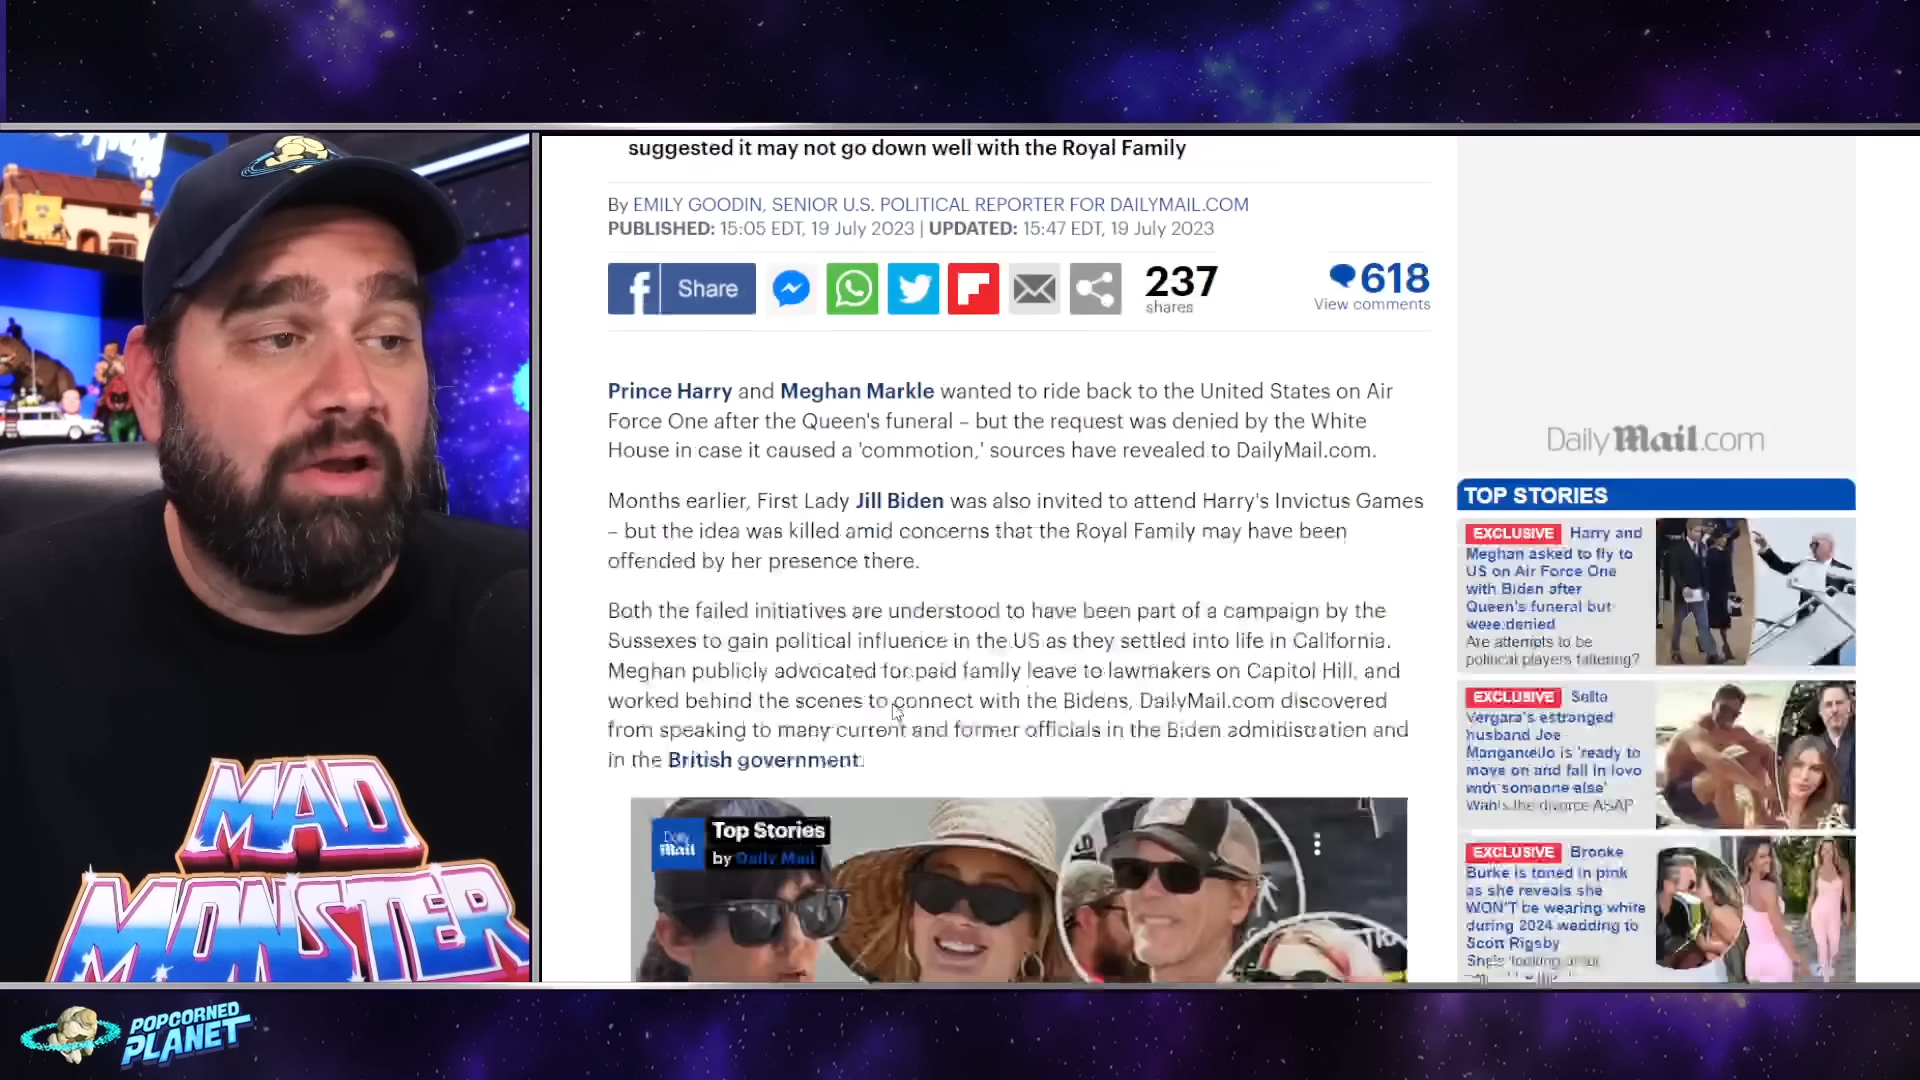 suggested it may not go down well with the Royal Family
By EMILY GOODIN, SENIOR U.S. POLITICAL REPORTER FOR DAILYMAIL.COM
PUBLISHED: 15:05 EDT, 19 July 2023 | UPDATED: 15:47 EDT, 19 July 2023
Share
237
shares
618
View comments
Prince Harry and Meghan Markle wanted to ride back to the United States on Air
Force One after the Queen's funeral – but the request was denied by the White
House in case it caused a 'commotion,' sources have revealed to DailyMail.com.
Months earlier, First Lady Jill Biden was also invited to attend Harry's Invictus Games
– but the idea was killed amid concerns that the Royal Family may have been
offended by her presence there.
Both the failed initiatives are understood to have been part of a campaign by the
Sussexes to gain political influence in the US as they settled into life in California.
Meghan publicly advocated for paid family leave to lawmakers on Capitol Hill, and
worked behind the scenes to connect with the Bidens, DailyMail.com discovered
from speaking to many current and former officials in the Biden and
in the British government.
Daily Mail
Top Stories
by Daily Mail
DailyMail.com
TOP STORIES
EXCLUSIVE Harry and
Meghan asked to fly to
US on Air Force One
with Biden after
Queen's funeral but
were denied
Are attempts to be
political players faltering?
EXCLUSIVE
Vergara's estranged
husband Joe
Manganiello is 'ready to
move on and fall in love
with someone else'
Wants the divorce ASAP
EXCLUSIVE Brooke
Burke is toned in pink
as she reveals she
WON'T be wearing white
during 2024 wedding to
Scott Rigsby
She's looking at
MAD
MONSTER
POPCORNED
PLANET